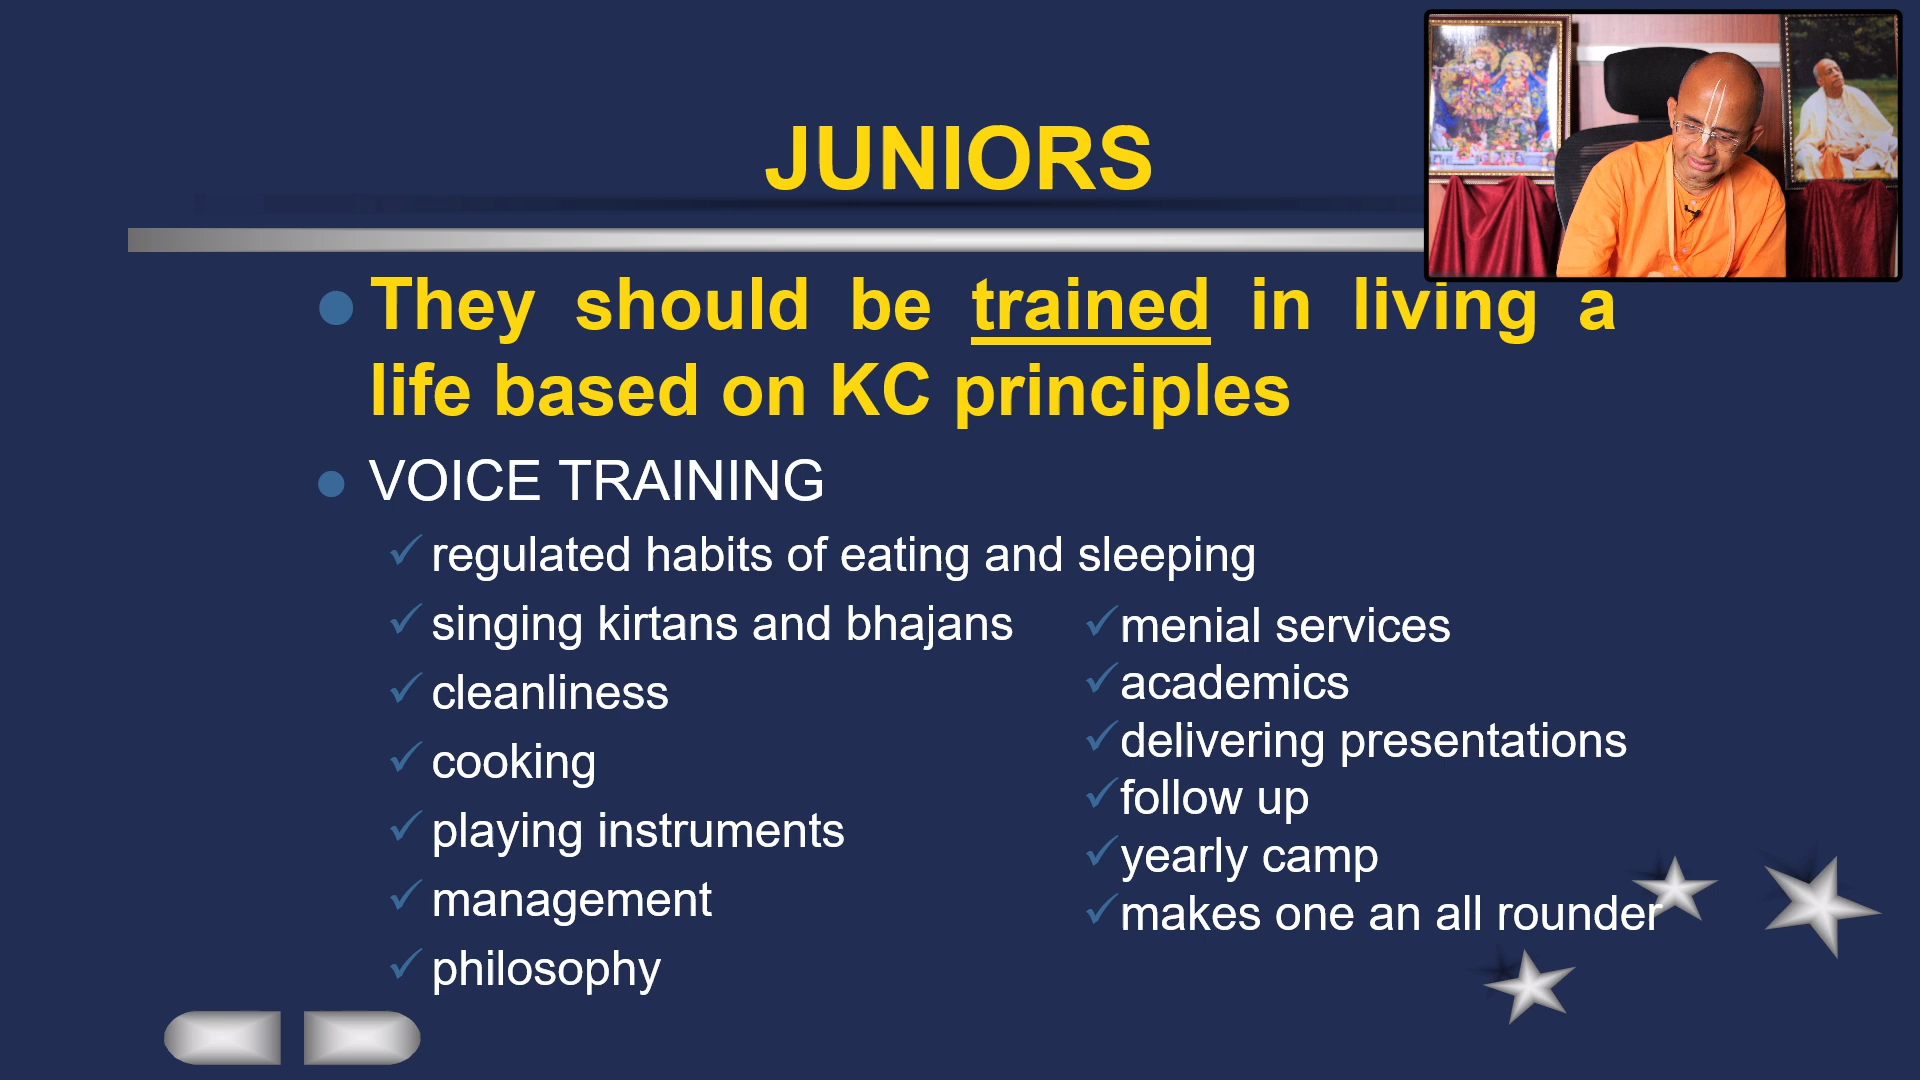 JUNIORS
They should be trained in living a
life based on KC principles
VOICE TRAINING
regulated habits of eating and sleeping
singing kirtans and bhajans
cleanliness
cooking
playing instruments
management
philosophy
menial services
academics
delivering presentations
follow up
yearly camp
makes one an all rounder